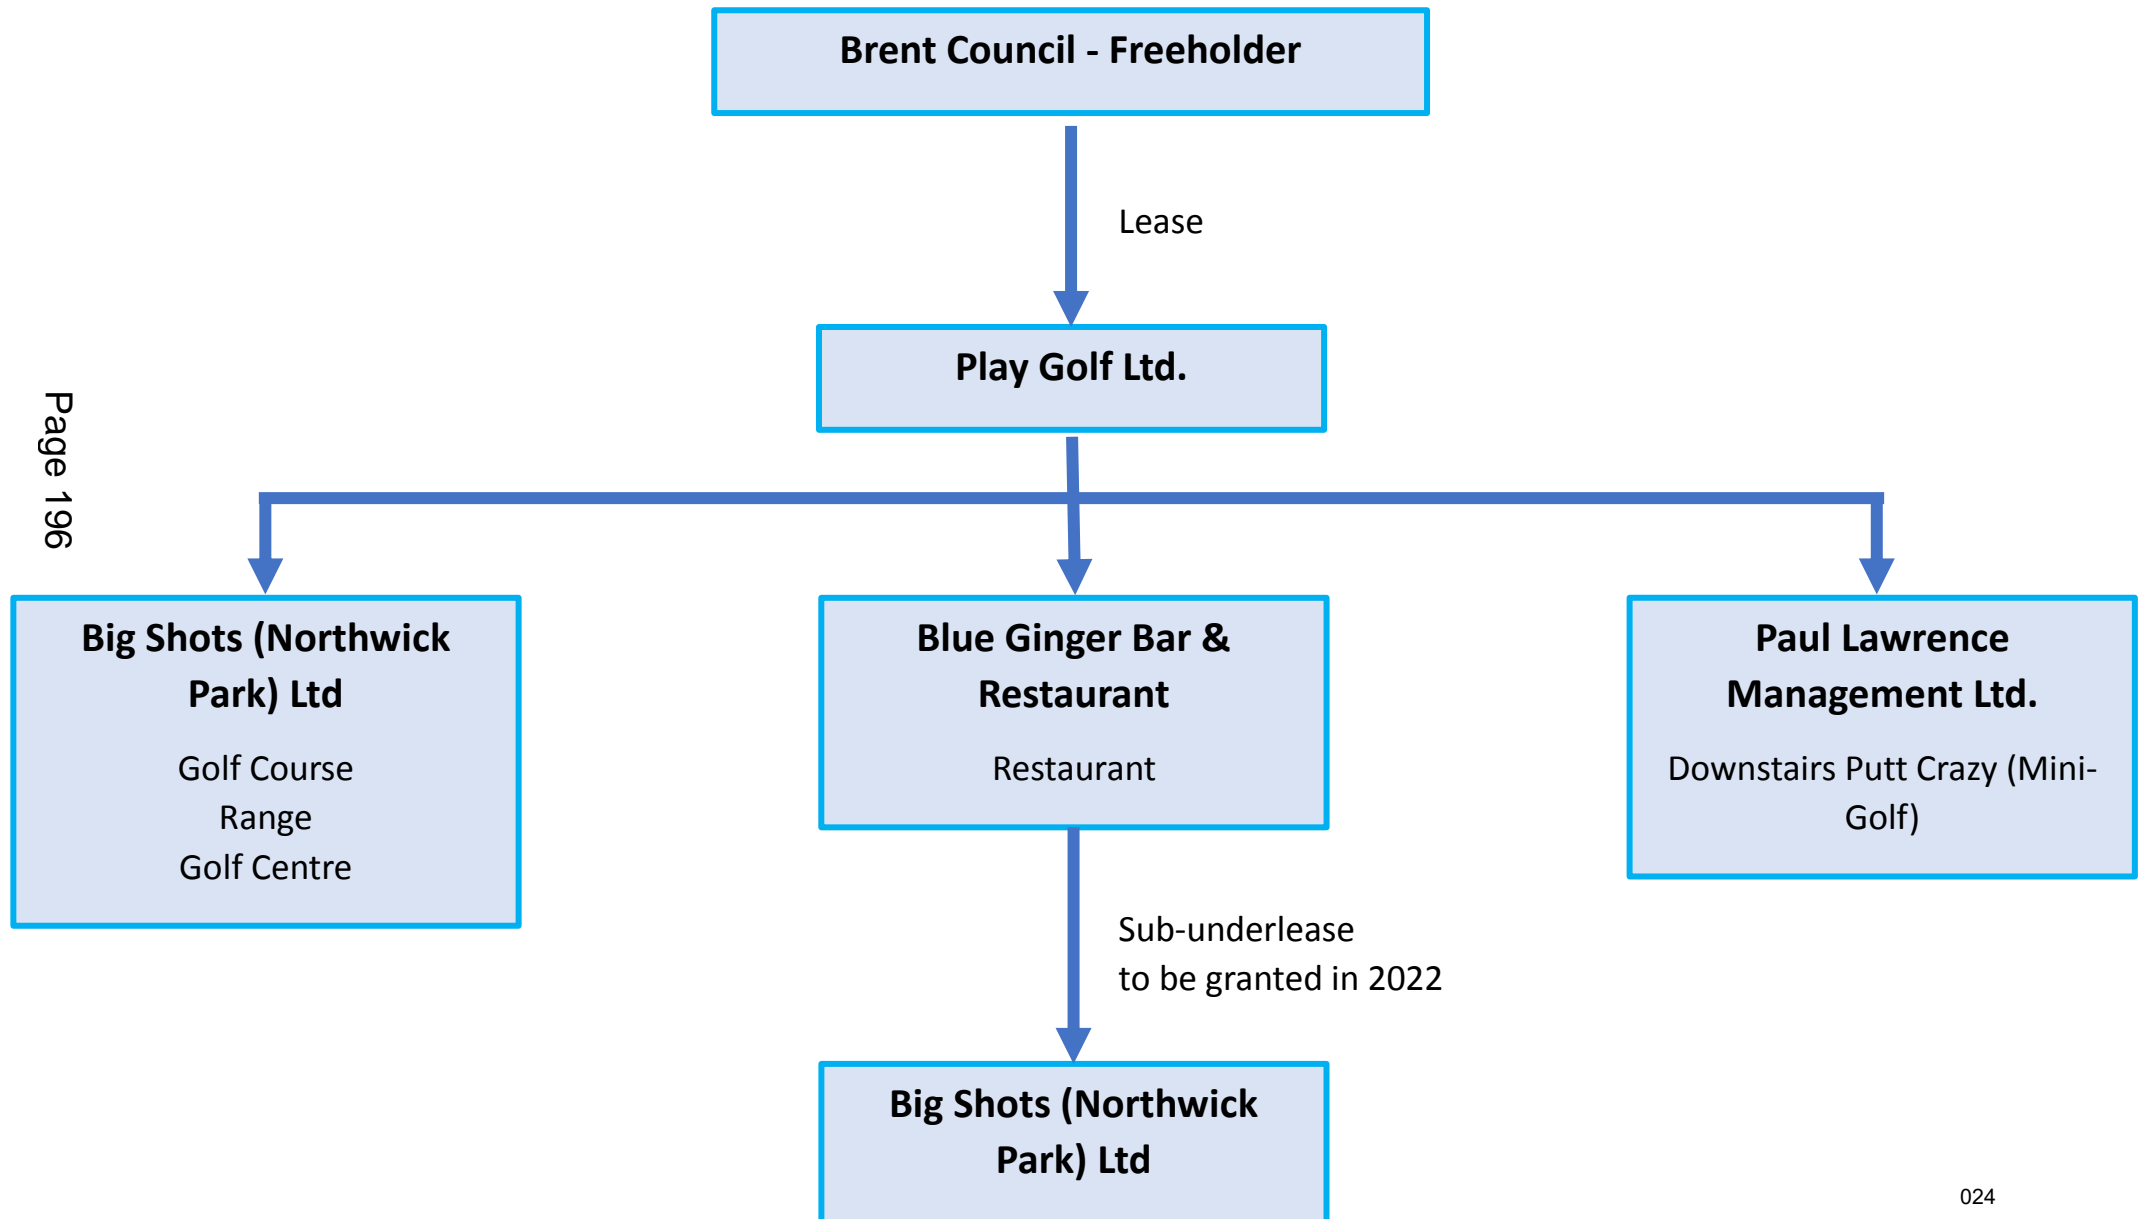 Brent Council - Freeholder
Lease
Play Golf Ltd.
Page 196
Big Shots (Northwick
Park) Ltd
Golf Course
Range
Golf Centre
Blue Ginger Bar &
Restaurant
Restaurant
Paul Lawrence
Management Ltd.
Downstairs Putt Crazy (Mini-
Golf)
Sub-underlease
to be granted in 2022
Big Shots (Northwick
Park) Ltd
024